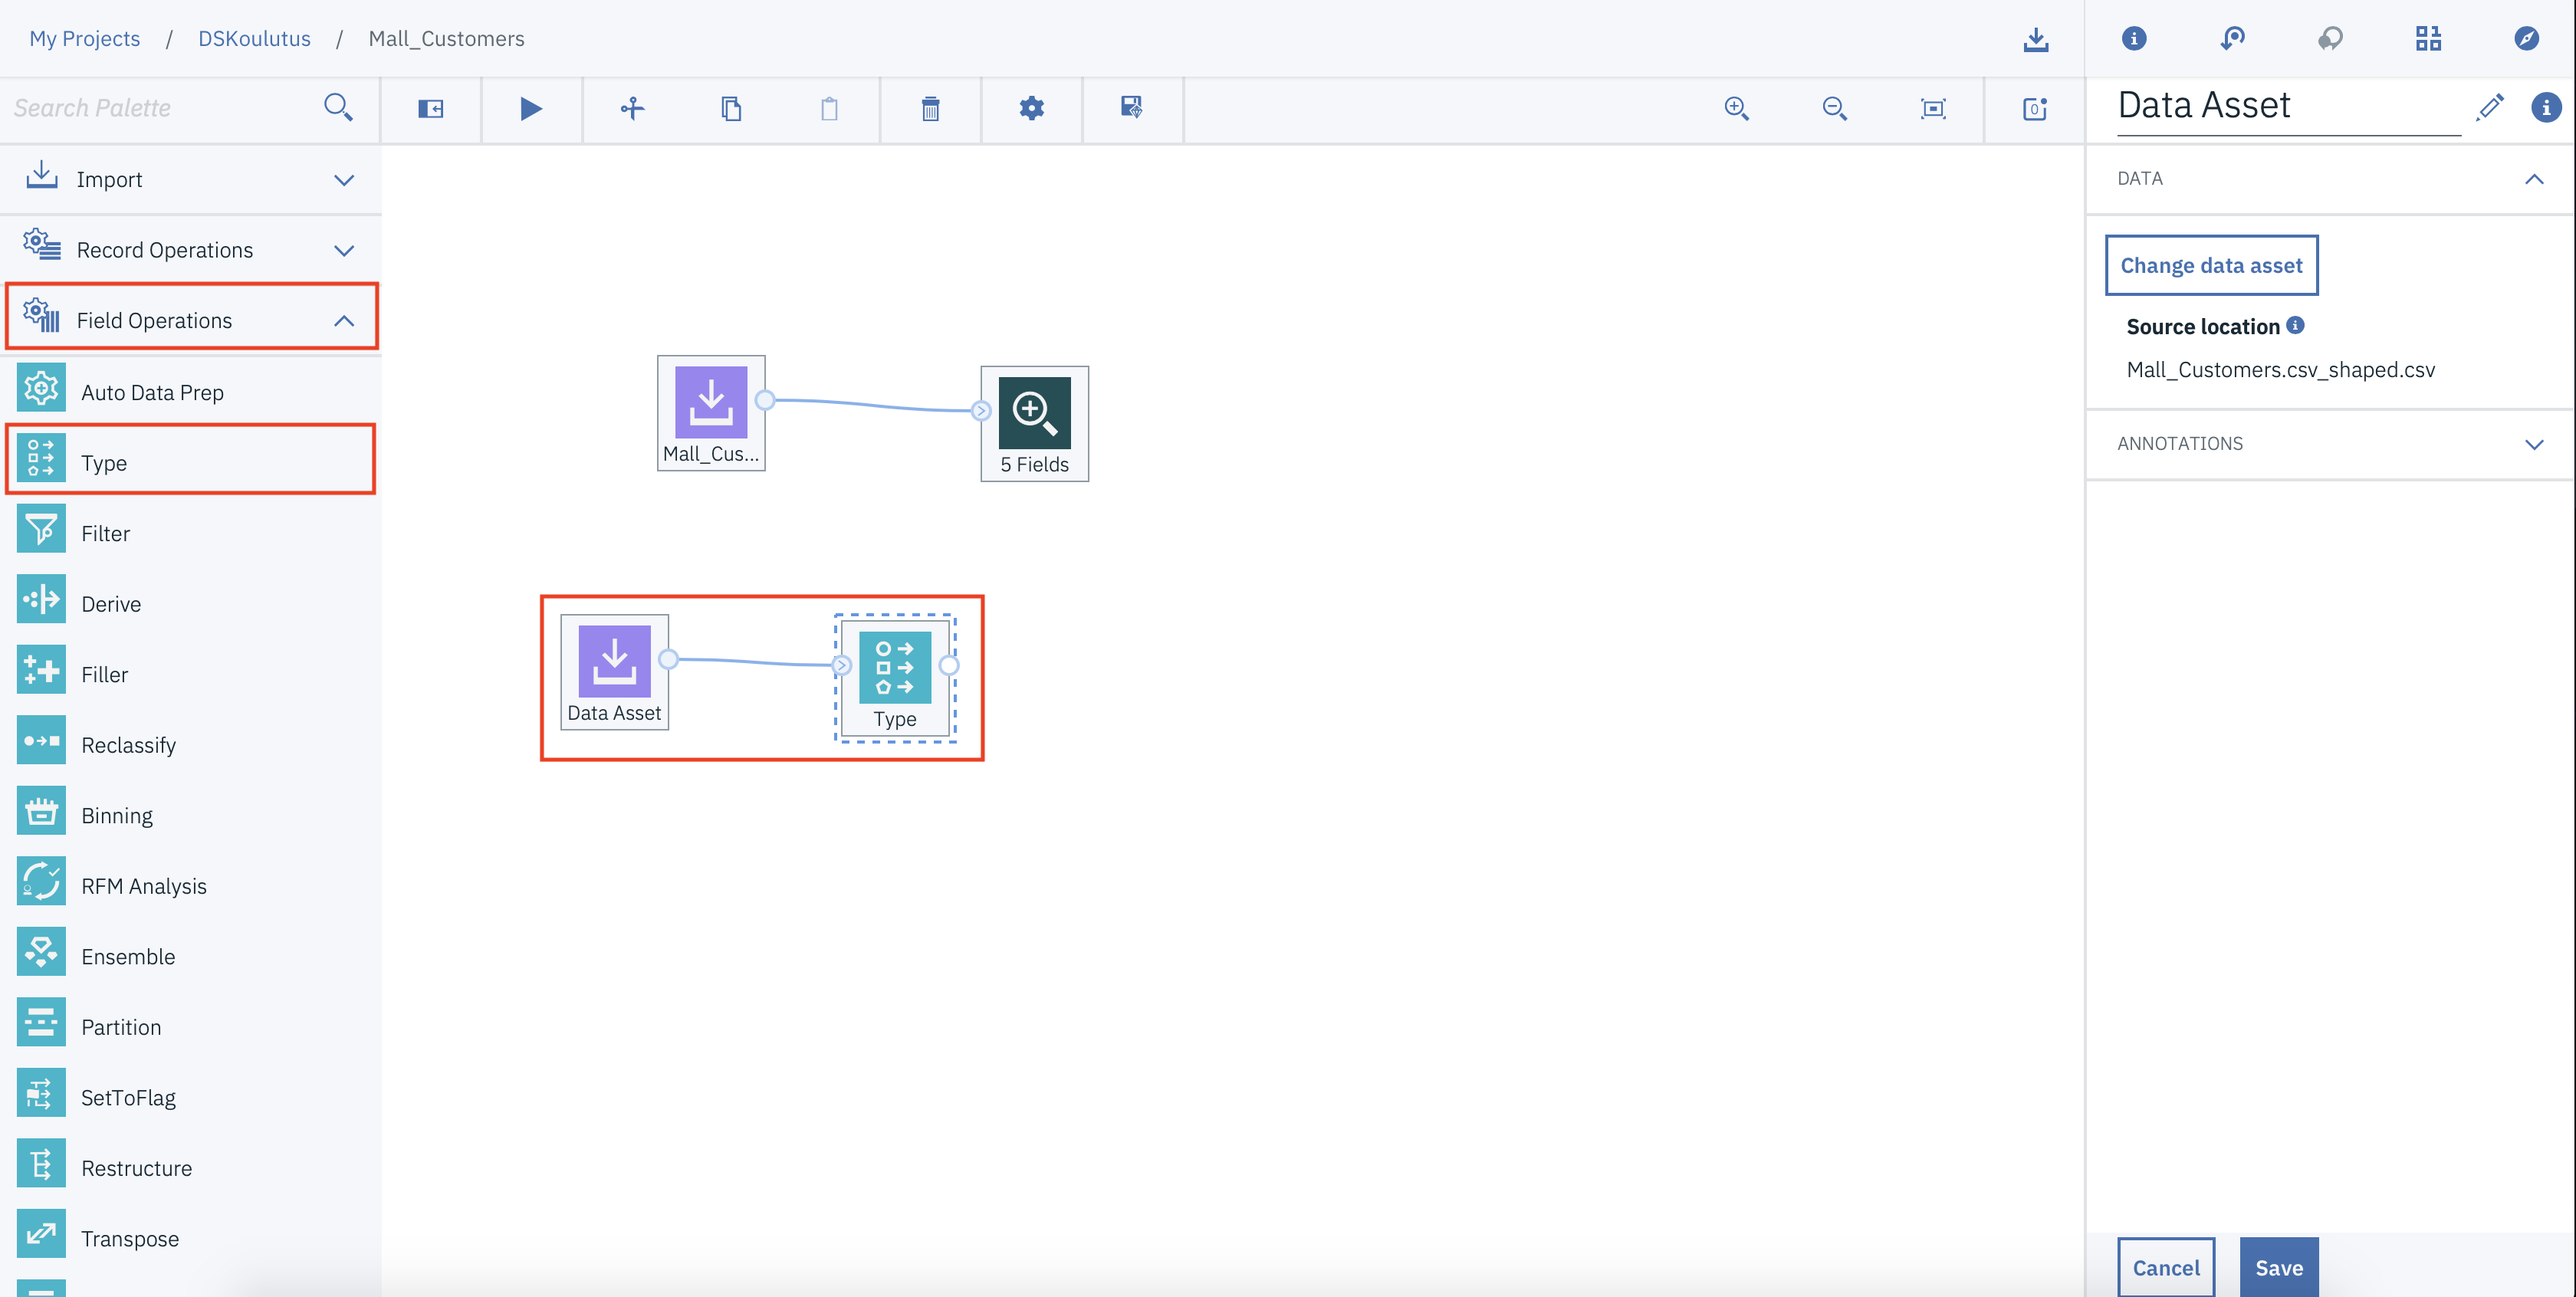 My Projects / DSKoulutus / Mall_Customers
Search Palette
Import
Record Operations
Field Operations
Auto Data Prep
Type
Filter
Derive
Filler
Reclassify
Binning
RFM Analysis
Ensemble
Partition
SetToFlag
Restructure
Transpose
Mall_Cus...
5 Fields
Data Asset
Type
Data Asset
DATA
Change data asset
Source location
Mall_Customers.csv_shaped.csv
ANNOTATIONS
Cancel
Save